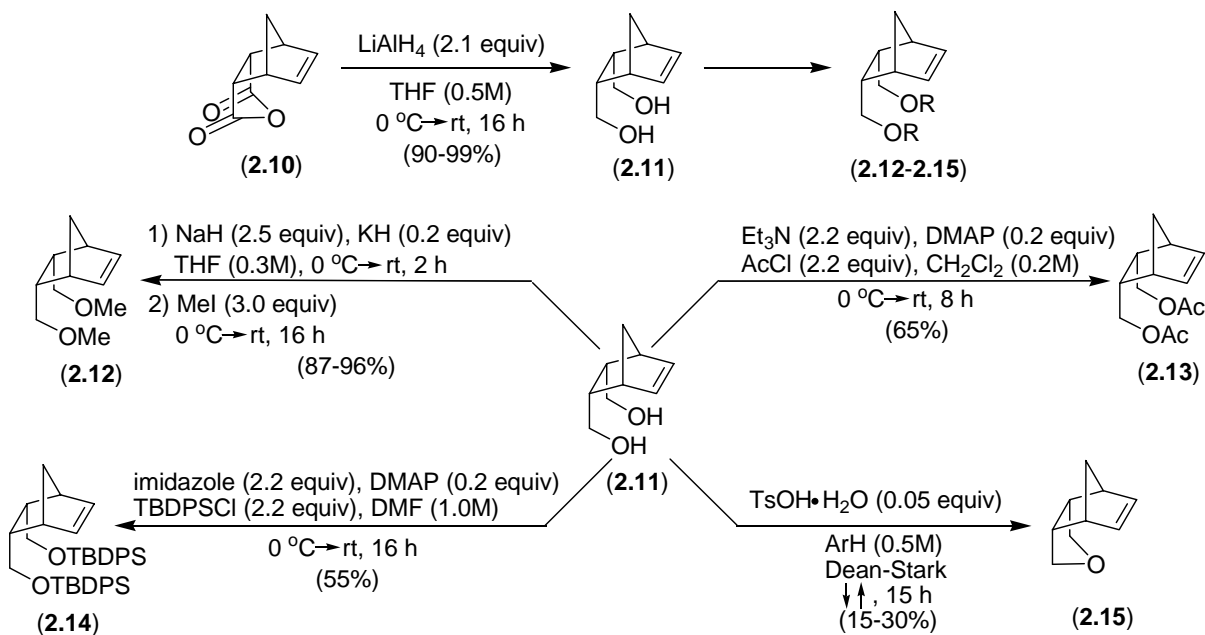 LiAlH4 (2.1 equiv)
THF (0.5M)
0 °C→rt, 16 h
(90-99%)
O
O
O
(2.10)
OH
OH
(2.11)
OR
OR
(2.12-2.15)
1) NaH (2.5 equiv), KH (0.2 equiv)
THF (0.3M), 0 °C→rt, 2 h
2) MeI (3.0 equiv)
0 °C→rt, 16 h
(87-96%)
OMe
OMe
(2.12)
Et3N (2.2 equiv), DMAP (0.2 equiv)
AcCl (2.2 equiv), CH2Cl2 (0.2M)
0 °C→rt, 8 h
(65%)
OAc
OAc
(2.13)
OH
OH
(2.11)
imidazole (2.2 equiv), DMAP (0.2 equiv)
TBDPSCl (2.2 equiv), DMF (1.0M)
0 °C→rt, 16 h
(55%)
OTBDPS
OTBDPS
(2.14)
TsOH•H2O (0.05 equiv)
ArH (0.5M)
Dean-Stark
, 15 h
(15-30%)
O
(2.15)